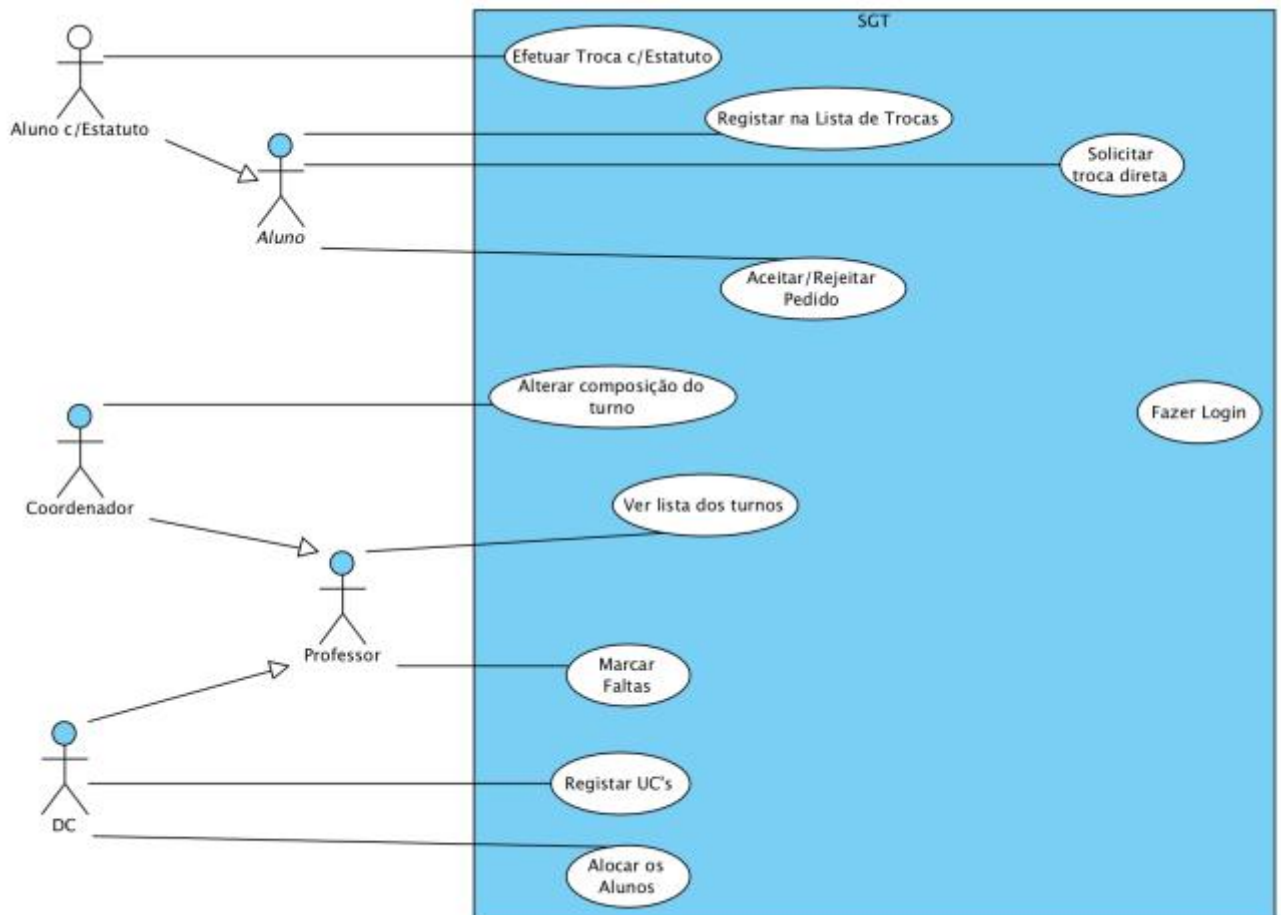 SGT
Efetuar Troca c/Estatuto
Aluno c/Estatuto
Registar na Lista de Trocas
Solicitar
troca direta
Aluno
Aceitar/Rejeitar
Pedido
Alterar composição do
turno
Fazer Login
Coordenador
Ver lista dos turnos
Professor
Marcar
Faltas
Registar UC's
DC
Alocar os
Alunos